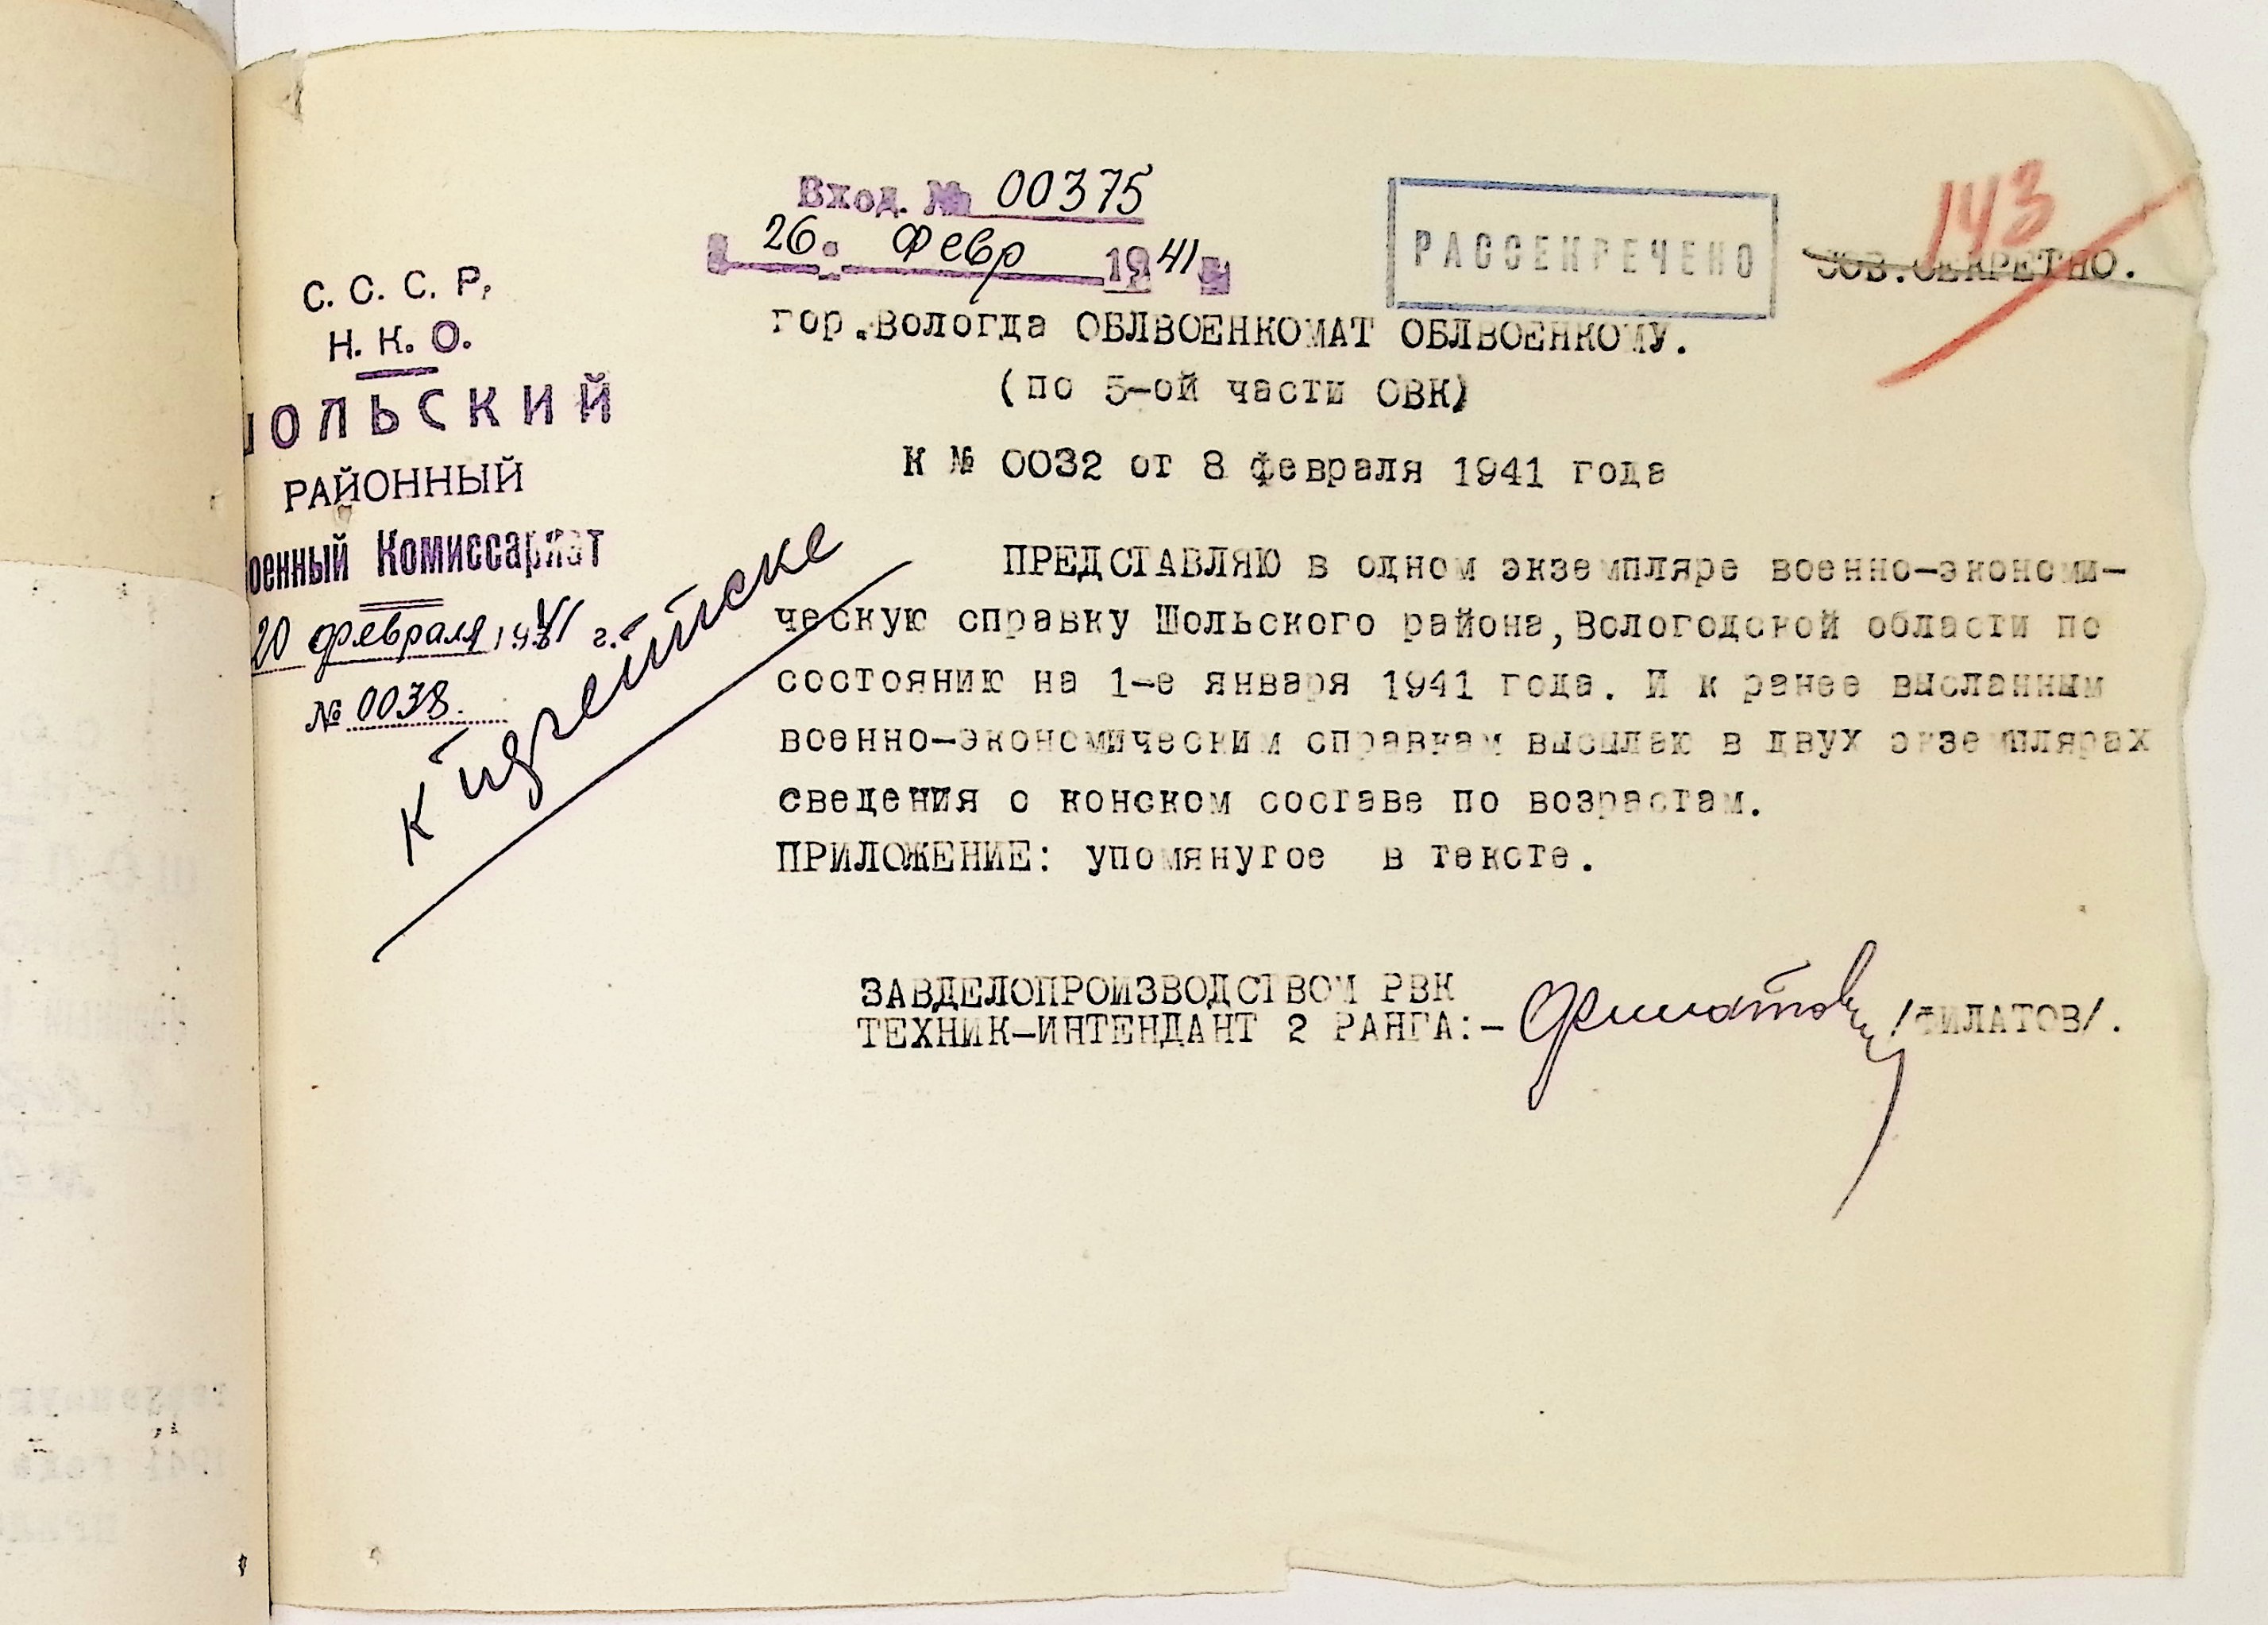 Вход. № 00375
26. февр 1941 г.
РАССЕКРЕЧЕНО
143
СОВ.СЕКРЕТНО.
С. С. С. Р.
Н. К. О.
ШОЛЬСКИЙ
РАЙОННЫЙ
Военный Комиссариат
20 февраля 1941 г.
№ 0038.
к
гор.Вологда ОБЛВОЕНКОМАТ ОБЛВОЕНКОМУ.
(по 5-ой части ОВК)
К № 0032 от 8 февраля 1941 года
ПРЕДСТАВЛЯЮ в одном экземпляре военно-экономи-
ческую справку Шольского района,Вологодской области по
состоянию на 1-е января 1941 года. И к ранее высланным
военно-экономическим справкам высылаю в двух экземплярах
сведения о конском составе по возрастам.
ПРИЛОЖЕНИЕ: упомянутое в тексте.
ЗАВДЕЛОПРОИЗВОДСТВОМ РВК
ТЕХНИК-ИНТЕНДАНТ 2 РАНГА:- Филатов /ФИЛАТОВ/.